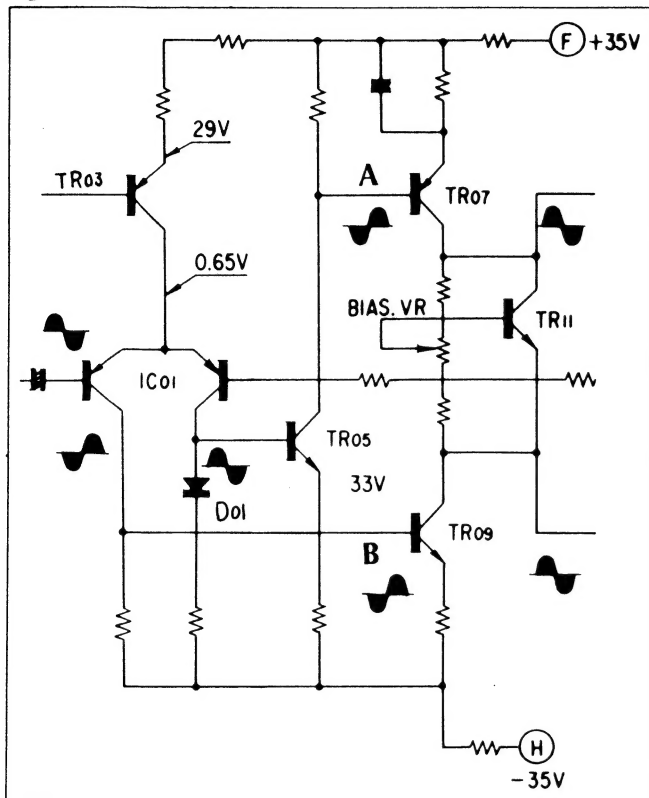 F +35V
29V
TR03
A
TR07
0.65V
BIAS.VR
TR11
IC01
TR05
33V
D01
TR09
B
H
-35V